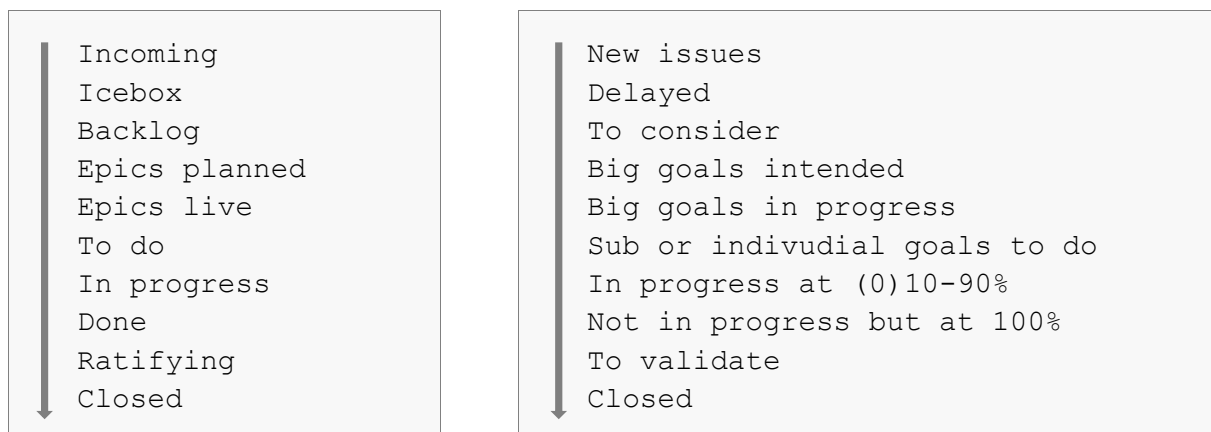 Incoming
Icebox
Backlog
Epics planned
Epics live
To do
In progress
Done
Ratifying
Closed
New issues
Delayed
To consider
Big goals intended
Big goals in progress
Sub or indivudial goals to do
In progress at (0)10-90%
Not in progress but at 100%
To validate
Closed